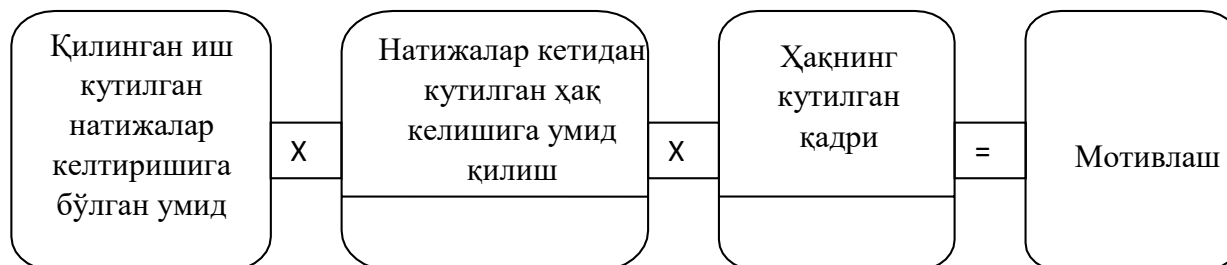 Қилинган иш
кутилган
натижалар
келтиришига
бўлган умид
X
Натижалар кетидан
кутилган ҳақ
келишига умид
қилиш
X
Ҳақнинг
кутилган
қадри
=
Мотивлаш